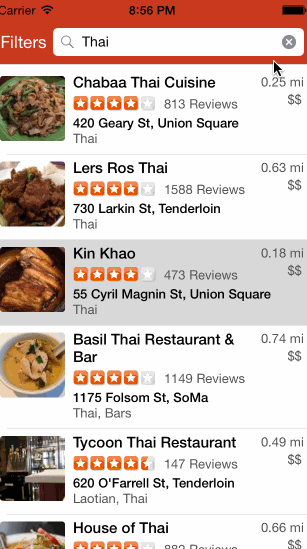 Carrier 8:56 PM
Filters Thai
Chabaa Thai Cuisine 0.25 mi
813 Reviews $$
420 Geary St, Union Square
Thai
Lers Ros Thai 0.63 mi
1588 Reviews $$
730 Larkin St, Tenderloin
Thai
Kin Khao 0.18 mi
473 Reviews $$
55 Cyril Magnin St, Union Square
Thai
Basil Thai Restaurant & 0.74 mi
Bar $$
1149 Reviews
1175 Folsom St, SoMa
Thai, Bars
Tycoon Thai Restaurant 0.49 mi
147 Reviews $$
620 O'Farrell St, Tenderloin
Laotian, Thai
House of Thai 0.66 mi
$$